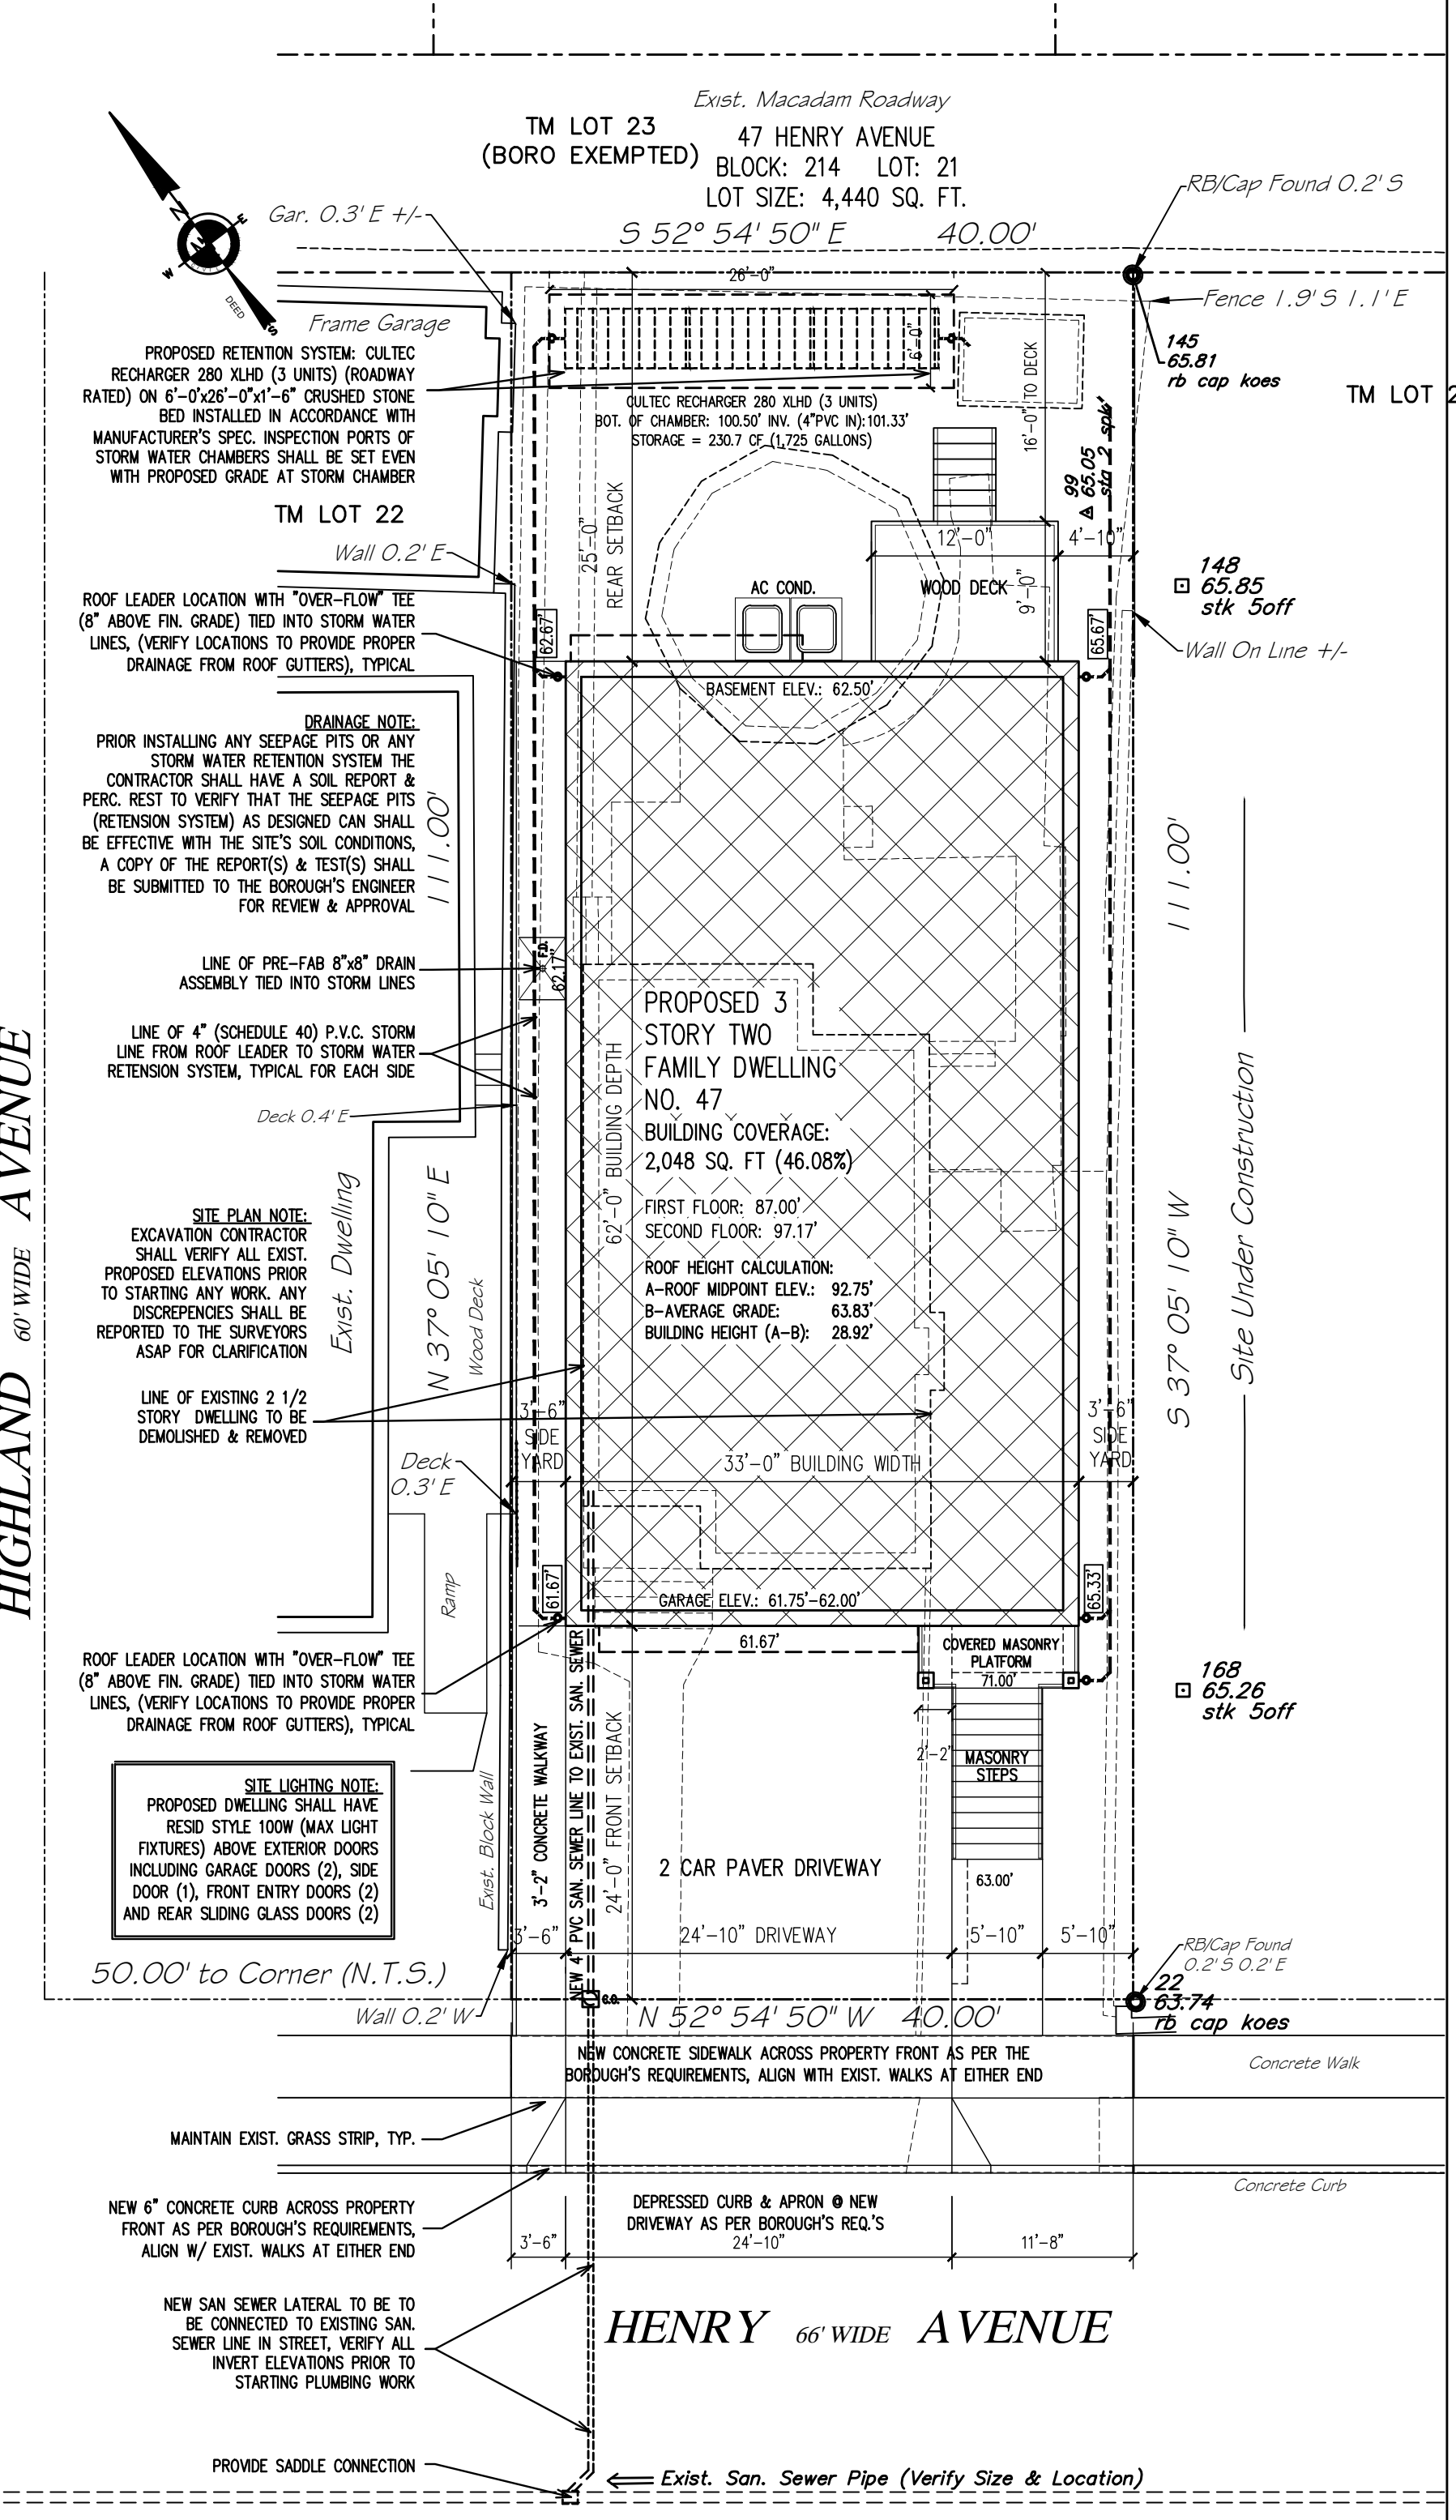 Exist. Macadam Roadway
TM LOT 23
(BORO EXEMPTED)
47 HENRY AVENUE
BLOCK: 214 LOT: 21
LOT SIZE: 4,440 SQ. FT.
S 52° 54' 50" E 40.00'
RB/Cap Found 0.2' S
Gar. 0.3' E +/-
N
E
W
S
DEED
26'-0"
Fence 1.9' S 1.1' E
Frame Garage
145
65.81
rb cap koes
PROPOSED RETENTION SYSTEM: CULTEC
RECHARGER 280 XLHD (3 UNITS) (ROADWAY
RATED) ON 6'-0'x26'-0"x1'-6" CRUSHED STONE
BED INSTALLED IN ACCORDANCE WITH
MANUFACTURER'S SPEC. INSPECTION PORTS OF
STORM WATER CHAMBERS SHALL BE SET EVEN
WITH PROPOSED GRADE AT STORM CHAMBER
6'-0"
16'-0" TO DECK
TM LOT 2
CULTEC RECHARGER 280 XLHD (3 UNITS)
BOT. OF CHAMBER: 100.50' INV. (4"PVC IN):101.33'
STORAGE = 230.7 CF (1,725 GALLONS)
99
65.05
sta 2 spk'
TM LOT 22
Wall 0.2' E
25'-0"
REAR SETBACK
12'-0"
4'-10"
AC COND.
WOOD DECK
9'-0"
148
65.85
stk 5off
ROOF LEADER LOCATION WITH "OVER-FLOW" TEE
(8" ABOVE FIN. GRADE) TIED INTO STORM WATER
LINES, (VERIFY LOCATIONS TO PROVIDE PROPER
DRAINAGE FROM ROOF GUTTERS), TYPICAL
62.67'
65.67'
Wall On Line +/-
BASEMENT ELEV.: 62.50'
DRAINAGE NOTE:
PRIOR INSTALLING ANY SEEPAGE PITS OR ANY
STORM WATER RETENTION SYSTEM THE
CONTRACTOR SHALL HAVE A SOIL REPORT &
PERC. REST TO VERIFY THAT THE SEEPAGE PITS
(RETENSION SYSTEM) AS DESIGNED CAN SHALL
BE EFFECTIVE WITH THE SITE'S SOIL CONDITIONS,
A COPY OF THE REPORT(S) & TEST(S) SHALL
BE SUBMITTED TO THE BOROUGH'S ENGINEER
FOR REVIEW & APPROVAL
111.00'
111.00'
LINE OF PRE-FAB 8"x8" DRAIN
ASSEMBLY TIED INTO STORM LINES
F.D.
62.17'
LINE OF 4" (SCHEDULE 40) P.V.C. STORM
LINE FROM ROOF LEADER TO STORM WATER
RETENSION SYSTEM, TYPICAL FOR EACH SIDE
Deck 0.4' E
PROPOSED 3
STORY TWO
FAMILY DWELLING
NO. 47
BUILDING COVERAGE:
2,048 SQ. FT (46.08%)
FIRST FLOOR: 87.00'
SECOND FLOOR: 97.17'
ROOF HEIGHT CALCULATION:
A-ROOF MIDPOINT ELEV.: 92.75'
B-AVERAGE GRADE: 63.83'
BUILDING HEIGHT (A-B): 28.92'
62'-0" BUILDING DEPTH
HIGHLAND 60' WIDE AVENUE
SITE PLAN NOTE:
EXCAVATION CONTRACTOR
SHALL VERIFY ALL EXIST.
PROPOSED ELEVATIONS PRIOR
TO STARTING ANY WORK. ANY
DISCREPENCIES SHALL BE
REPORTED TO THE SURVEYORS
ASAP FOR CLARIFICATION
Exist. Dwelling
N 37° 05' 10" E
Wood Deck
S 37° 05' 10" W
Site Under Construction
LINE OF EXISTING 2 1/2
STORY DWELLING TO BE
DEMOLISHED & REMOVED
3'-6"
SIDE
YARD
3'-6"
SIDE
YARD
Deck
0.3' E
33'-0" BUILDING WIDTH
Ramp
61.67'
65.33'
GARAGE ELEV.: 61.75'-62.00'
61.67'
COVERED MASONRY
PLATFORM
71.00'
ROOF LEADER LOCATION WITH "OVER-FLOW" TEE
(8" ABOVE FIN. GRADE) TIED INTO STORM WATER
LINES, (VERIFY LOCATIONS TO PROVIDE PROPER
DRAINAGE FROM ROOF GUTTERS), TYPICAL
168
65.26
stk 5off
2'-2"
MASONRY
STEPS
SITE LIGHTNG NOTE:
PROPOSED DWELLING SHALL HAVE
RESID STYLE 100W (MAX LIGHT
FIXTURES) ABOVE EXTERIOR DOORS
INCLUDING GARAGE DOORS (2), SIDE
DOOR (1), FRONT ENTRY DOORS (2)
AND REAR SLIDING GLASS DOORS (2)
Exist. Block Wall
3'-2" CONCRETE WALKWAY
NEW 4" PVC SAN. SEWER LINE TO EXIST. SAN. SEWER
24'-0" FRONT SETBACK
2 CAR PAVER DRIVEWAY
63.00'
3'-6"
24'-10" DRIVEWAY
5'-10"
5'-10"
50.00' to Corner (N.T.S.)
RB/Cap Found
0.2' S 0.2' E
22
63.74
rb cap koes
Wall 0.2' W
C.O.
N 52° 54' 50" W 40.00'
NEW CONCRETE SIDEWALK ACROSS PROPERTY FRONT AS PER THE
BOROUGH'S REQUIREMENTS, ALIGN WITH EXIST. WALKS AT EITHER END
Concrete Walk
MAINTAIN EXIST. GRASS STRIP, TYP.
Concrete Curb
NEW 6" CONCRETE CURB ACROSS PROPERTY
FRONT AS PER BOROUGH'S REQUIREMENTS,
ALIGN W/ EXIST. WALKS AT EITHER END
DEPRESSED CURB & APRON @ NEW
DRIVEWAY AS PER BOROUGH'S REQ.'S
3'-6"
24'-10"
11'-8"
NEW SAN SEWER LATERAL TO BE TO
BE CONNECTED TO EXISTING SAN.
SEWER LINE IN STREET, VERIFY ALL
INVERT ELEVATIONS PRIOR TO
STARTING PLUMBING WORK
HENRY 66' WIDE AVENUE
PROVIDE SADDLE CONNECTION
Exist. San. Sewer Pipe (Verify Size & Location)